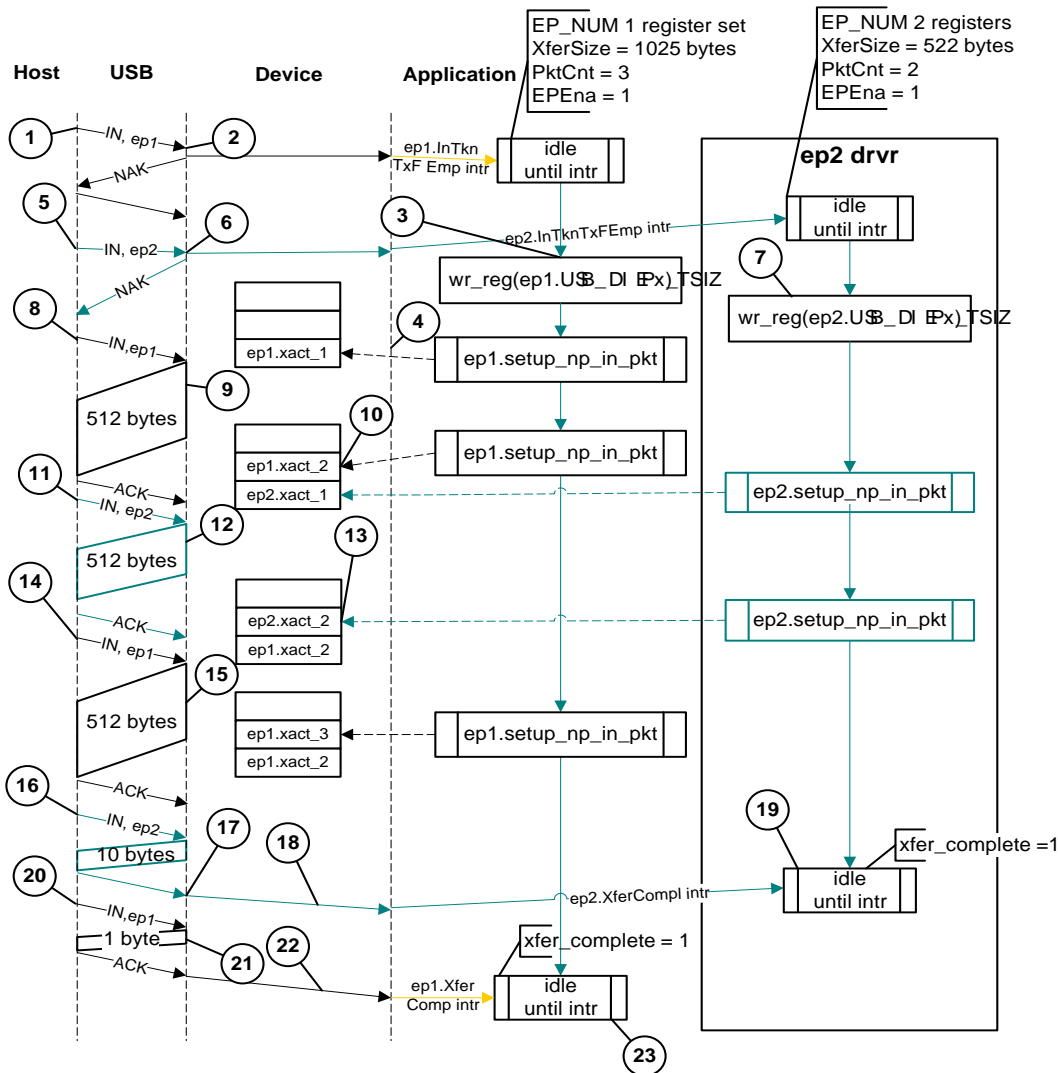 EP_NUM 1 register set
XferSize = 1025 bytes
PktCnt = 3
EPEna = 1
EP_NUM 2 registers
XferSize = 522 bytes
PktCnt = 2
EPEna = 1
Host
USB
Device
Application
1
IN, ep1
2
ep1.InTkn
TxF Emp intr
idle
until intr
ep2 drvr
NAK
5
3
6
IN, ep2
ep2.InTknTxFEmp intr
idle
until intr
7
wr_reg(ep1.USB_DIEPx)_TSIZ
NAK
8
4
wr_reg(ep2.USB_DIEPx)_TSIZ
IN,ep1
ep1.xact_1
ep1.setup_np_in_pkt
9
512 bytes
10
ep1.xact_2
ep1.setup_np_in_pkt
11
ACK
ep2.xact_1
ep2.setup_np_in_pkt
IN, ep2
12
13
512 bytes
14
ACK
ep2.xact_2
ep2.setup_np_in_pkt
IN, ep1
ep1.xact_2
15
512 bytes
ep1.xact_3
ep1.setup_np_in_pkt
ep1.xact_2
16
ACK
IN, ep2
17
18
19
xfer_complete =1
10 bytes
20
ep2.XferCompl intr
idle
until intr
IN,ep1
1 byte
21
22
xfer_complete = 1
ACK
ep1.Xfer
Comp intr
idle
until intr
23